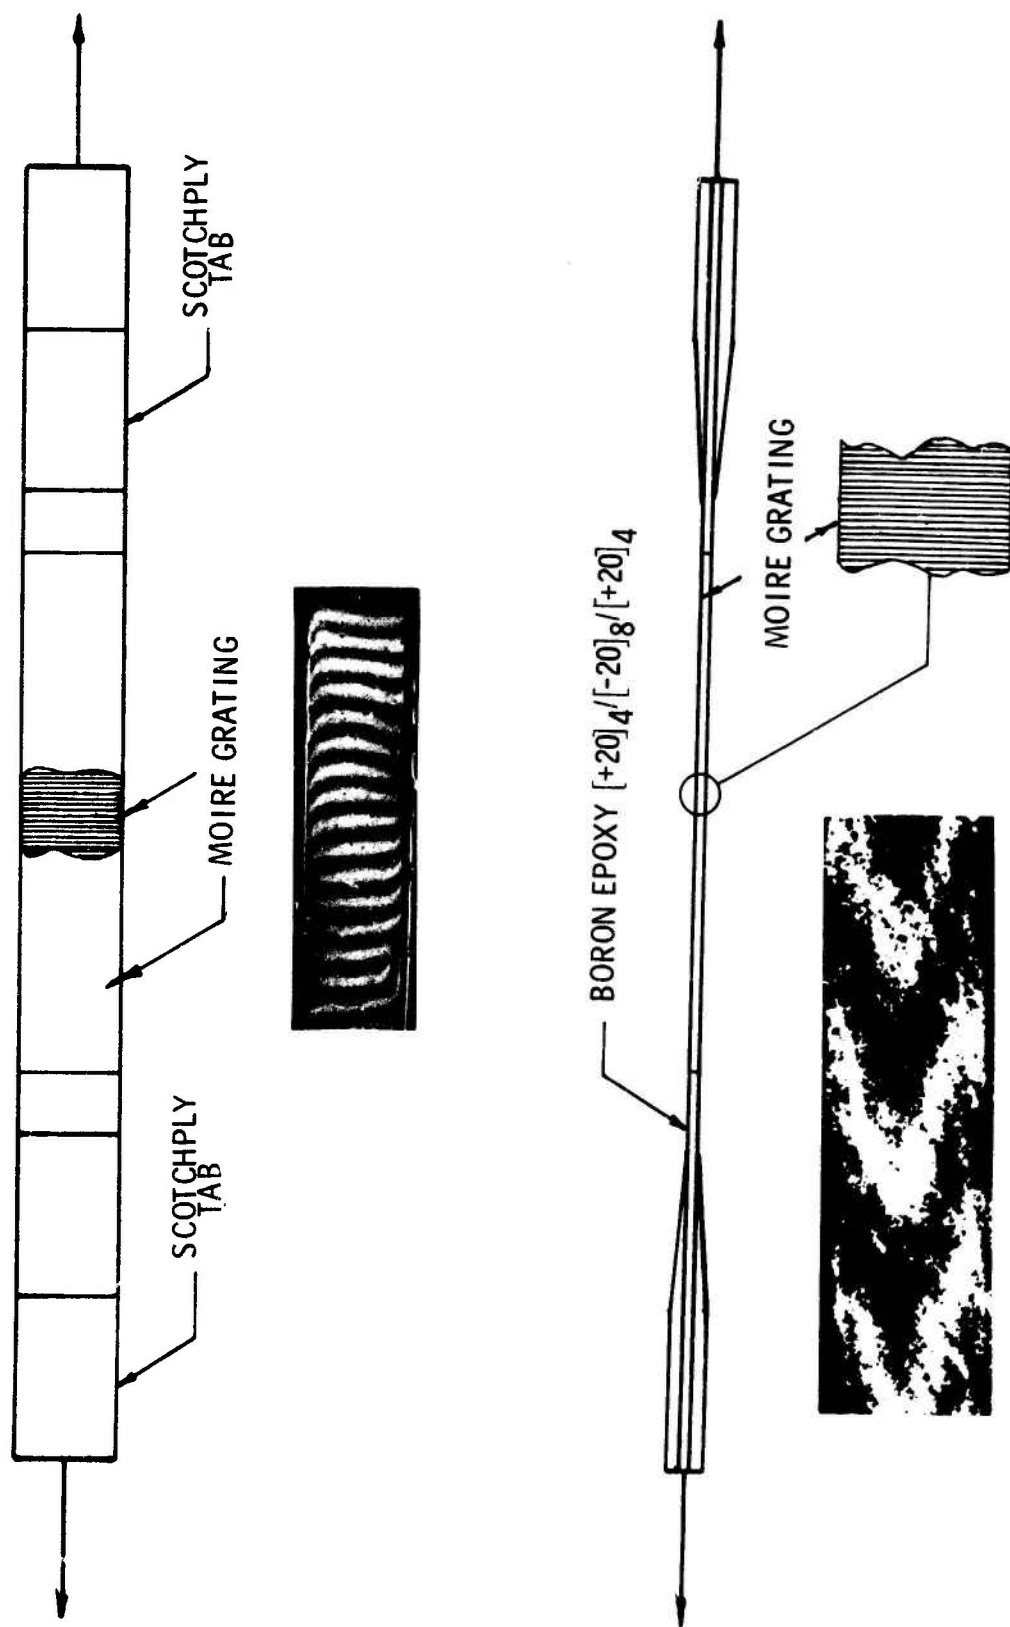 SCOTCHPLY
TAB
MOIRE GRATING
SCOTCHPLY
TAB
BORON EPOXY [+20]4/[-20]8/[+20]4
MOIRE GRATING